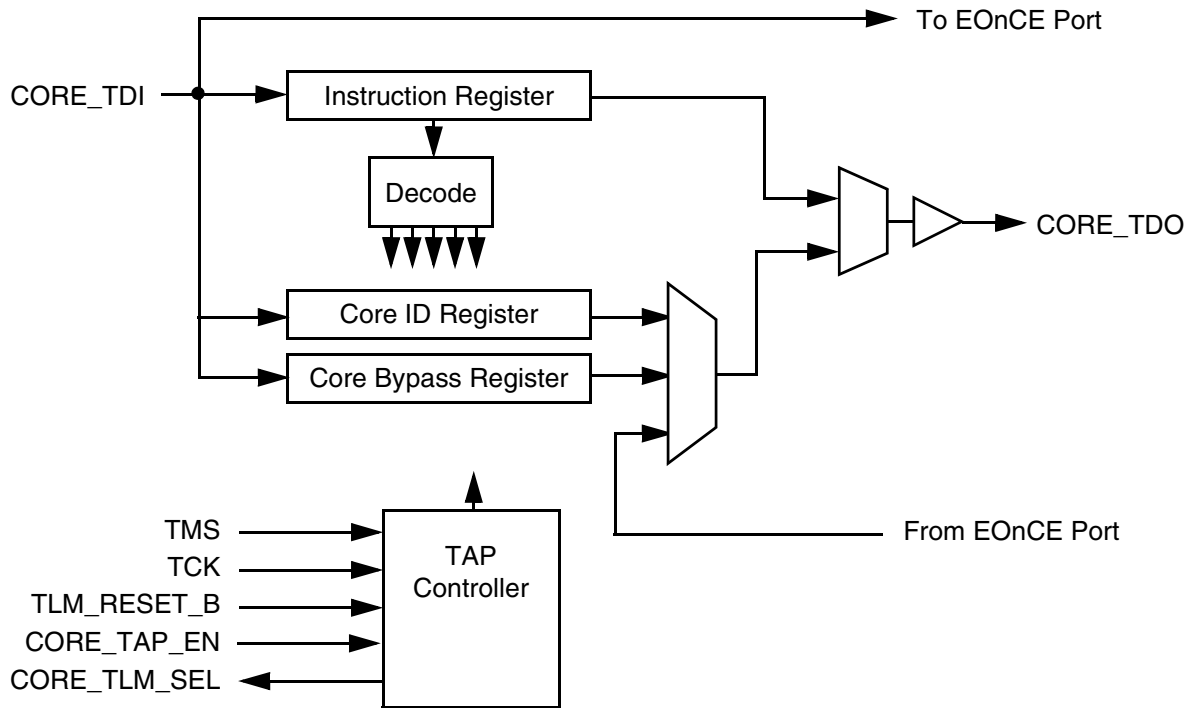 To EOnCE Port
CORE_TDI
Instruction Register
Decode
CORE_TDO
Core ID Register
Core Bypass Register
TMS
TCK
TLM_RESET_B
CORE_TAP_EN
CORE_TLM_SEL
TAP
Controller
From EOnCE Port